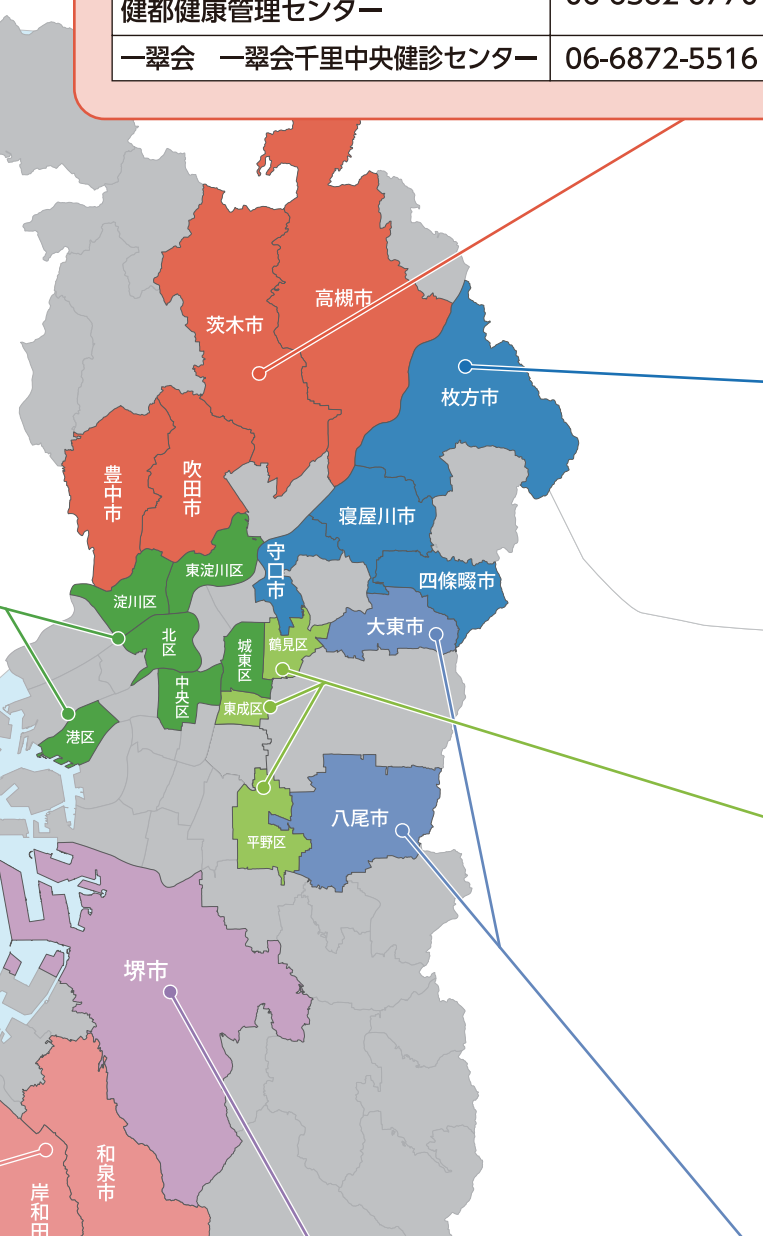 健都健康管理センター
一翠会　一翠会千里中央健診センター　06-6872-5516
高槻市
茨木市
枚方市
豊中市
吹田市
寝屋川市
守口市
東淀川区
四條畷市
淀川区
大東市
北区
城東区
鶴見区
中央区
東成区
港区
八尾市
平野区
堺市
和泉市
岸和田